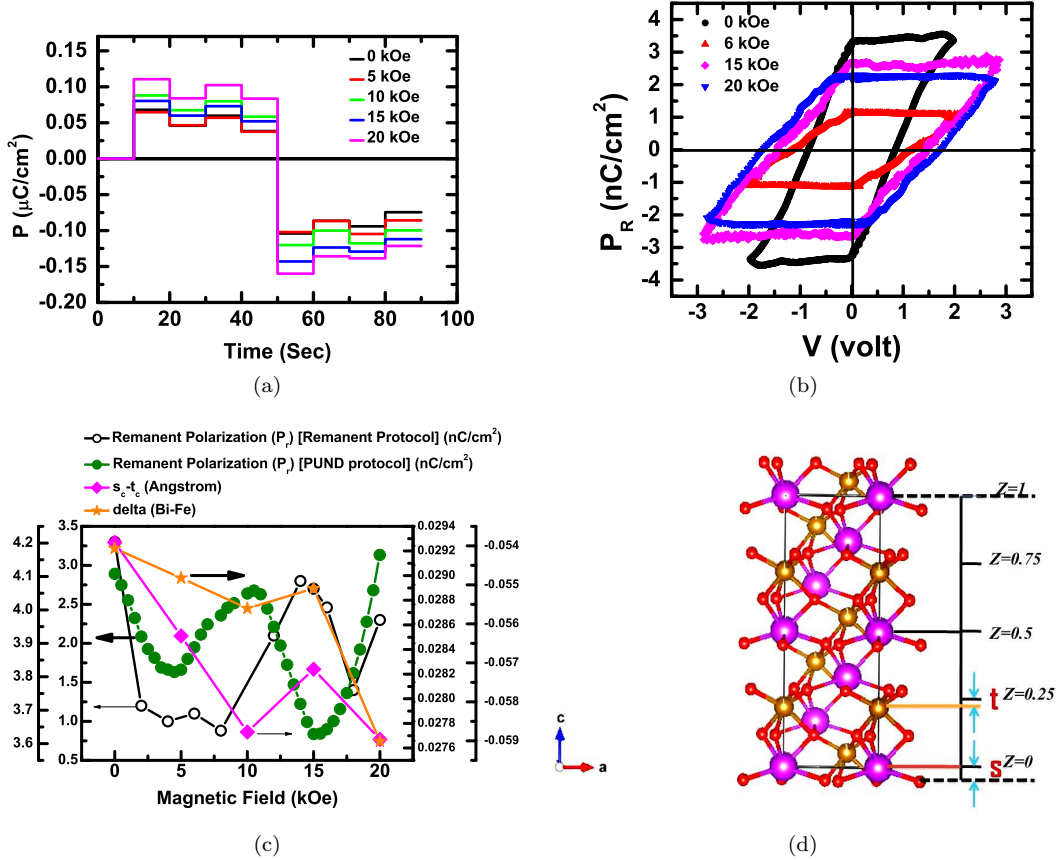 0.15
0.10
0.05
0.00
-0.05
-0.10
-0.15
-0.20
P (μC/cm²)
0 kOe
5 kOe
10 kOe
15 kOe
20 kOe
0 20 40 60 80 100
Time (Sec)
(a)
4
3
2
1
0
-1
-2
-3
-4
P_R (nC/cm²)
0 kOe
6 kOe
15 kOe
20 kOe
-3 -2 -1 0 1 2 3
V (volt)
(b)
Remanent Polarization (P_r) [Remanent Protocol] (nC/cm²)
Remanent Polarization (P_r) [PUND protocol] (nC/cm²)
s_c-t_c (Angstrom)
delta (Bi-Fe)
4.2
4.1
4.0
3.9
3.8
3.7
3.6
3.5
3.0
2.5
2.0
1.5
1.0
0.5
0.0294
0.0292
0.0290
0.0288
0.0286
0.0284
0.0282
0.0280
0.0278
0.0276
-0.054
-0.055
-0.056
-0.057
-0.058
-0.059
0 5 10 15 20
Magnetic Field (kOe)
(c)
Z=1
Z=0.75
Z=0.5
t Z=0.25
s Z=0
c
a
(d)